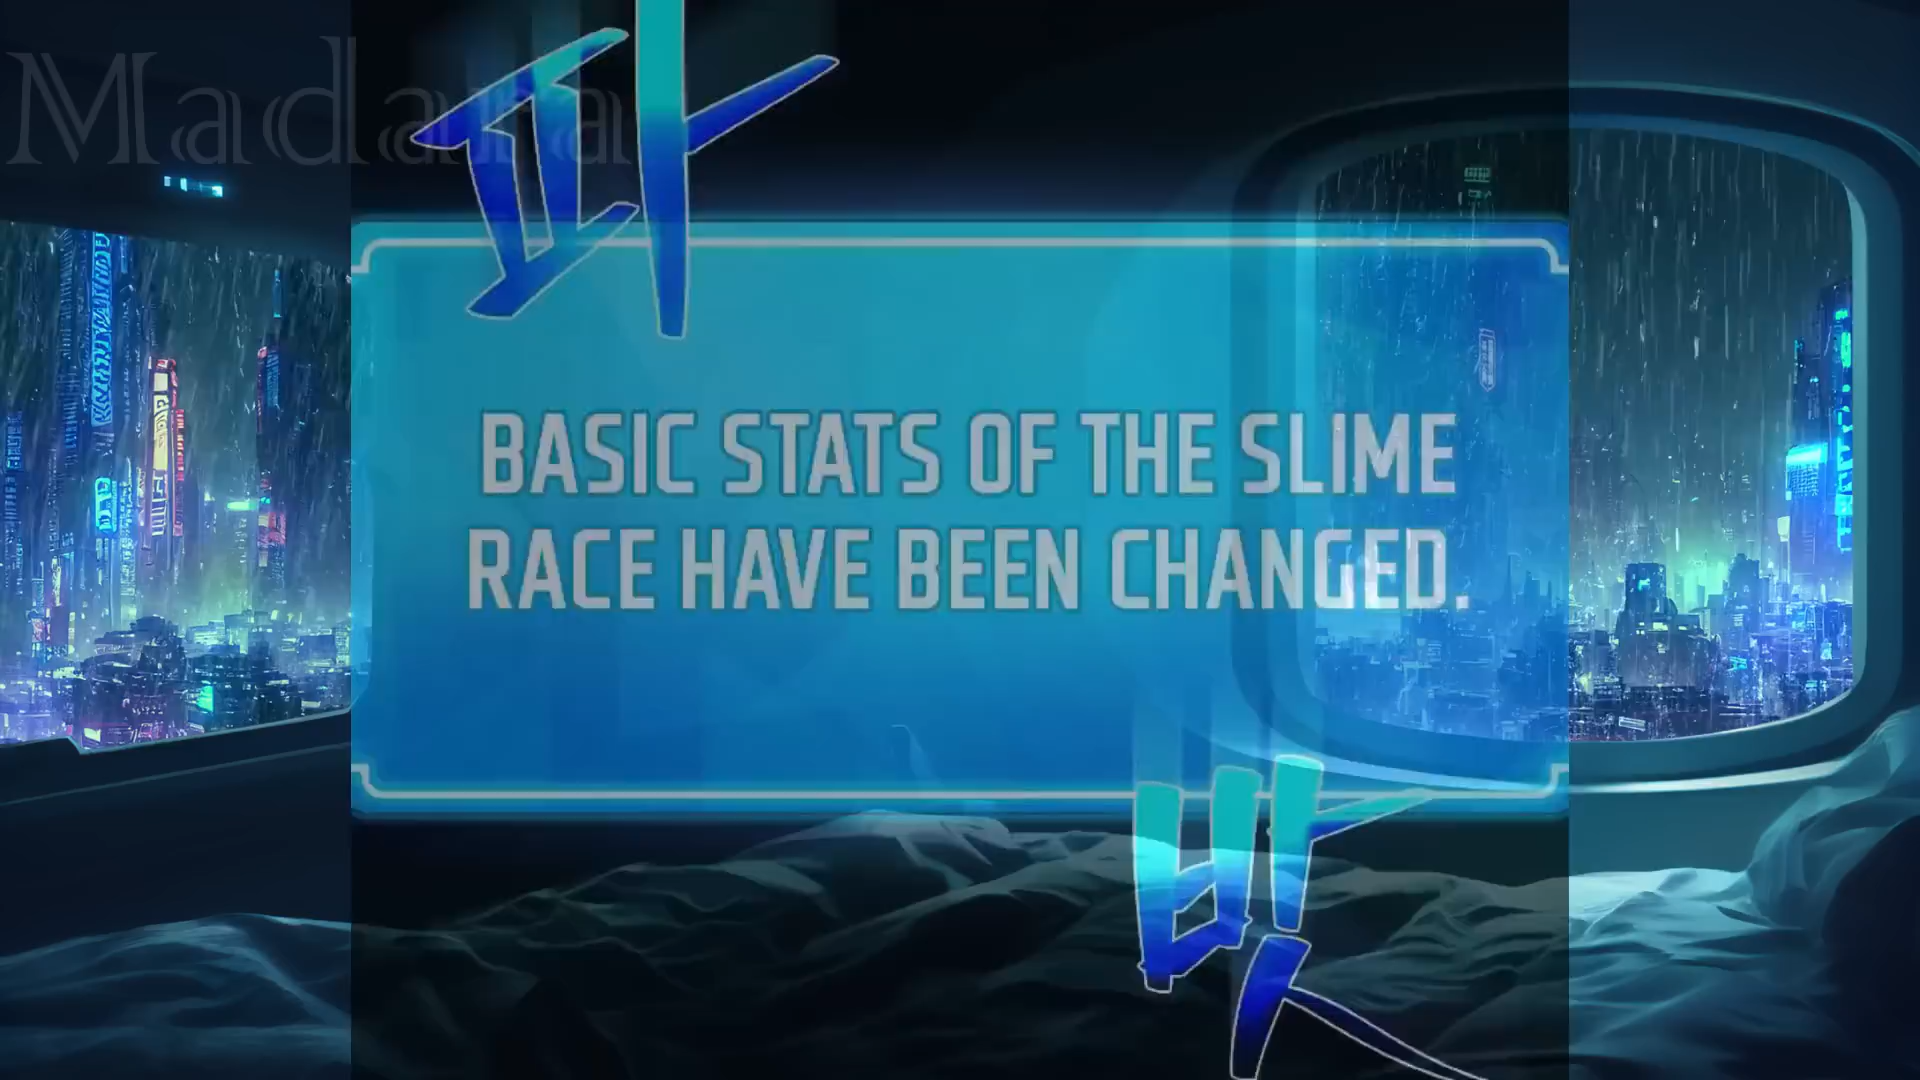 Madara
파
BASIC STATS OF THE SLIME
RACE HAVE BEEN CHANGED.
밧